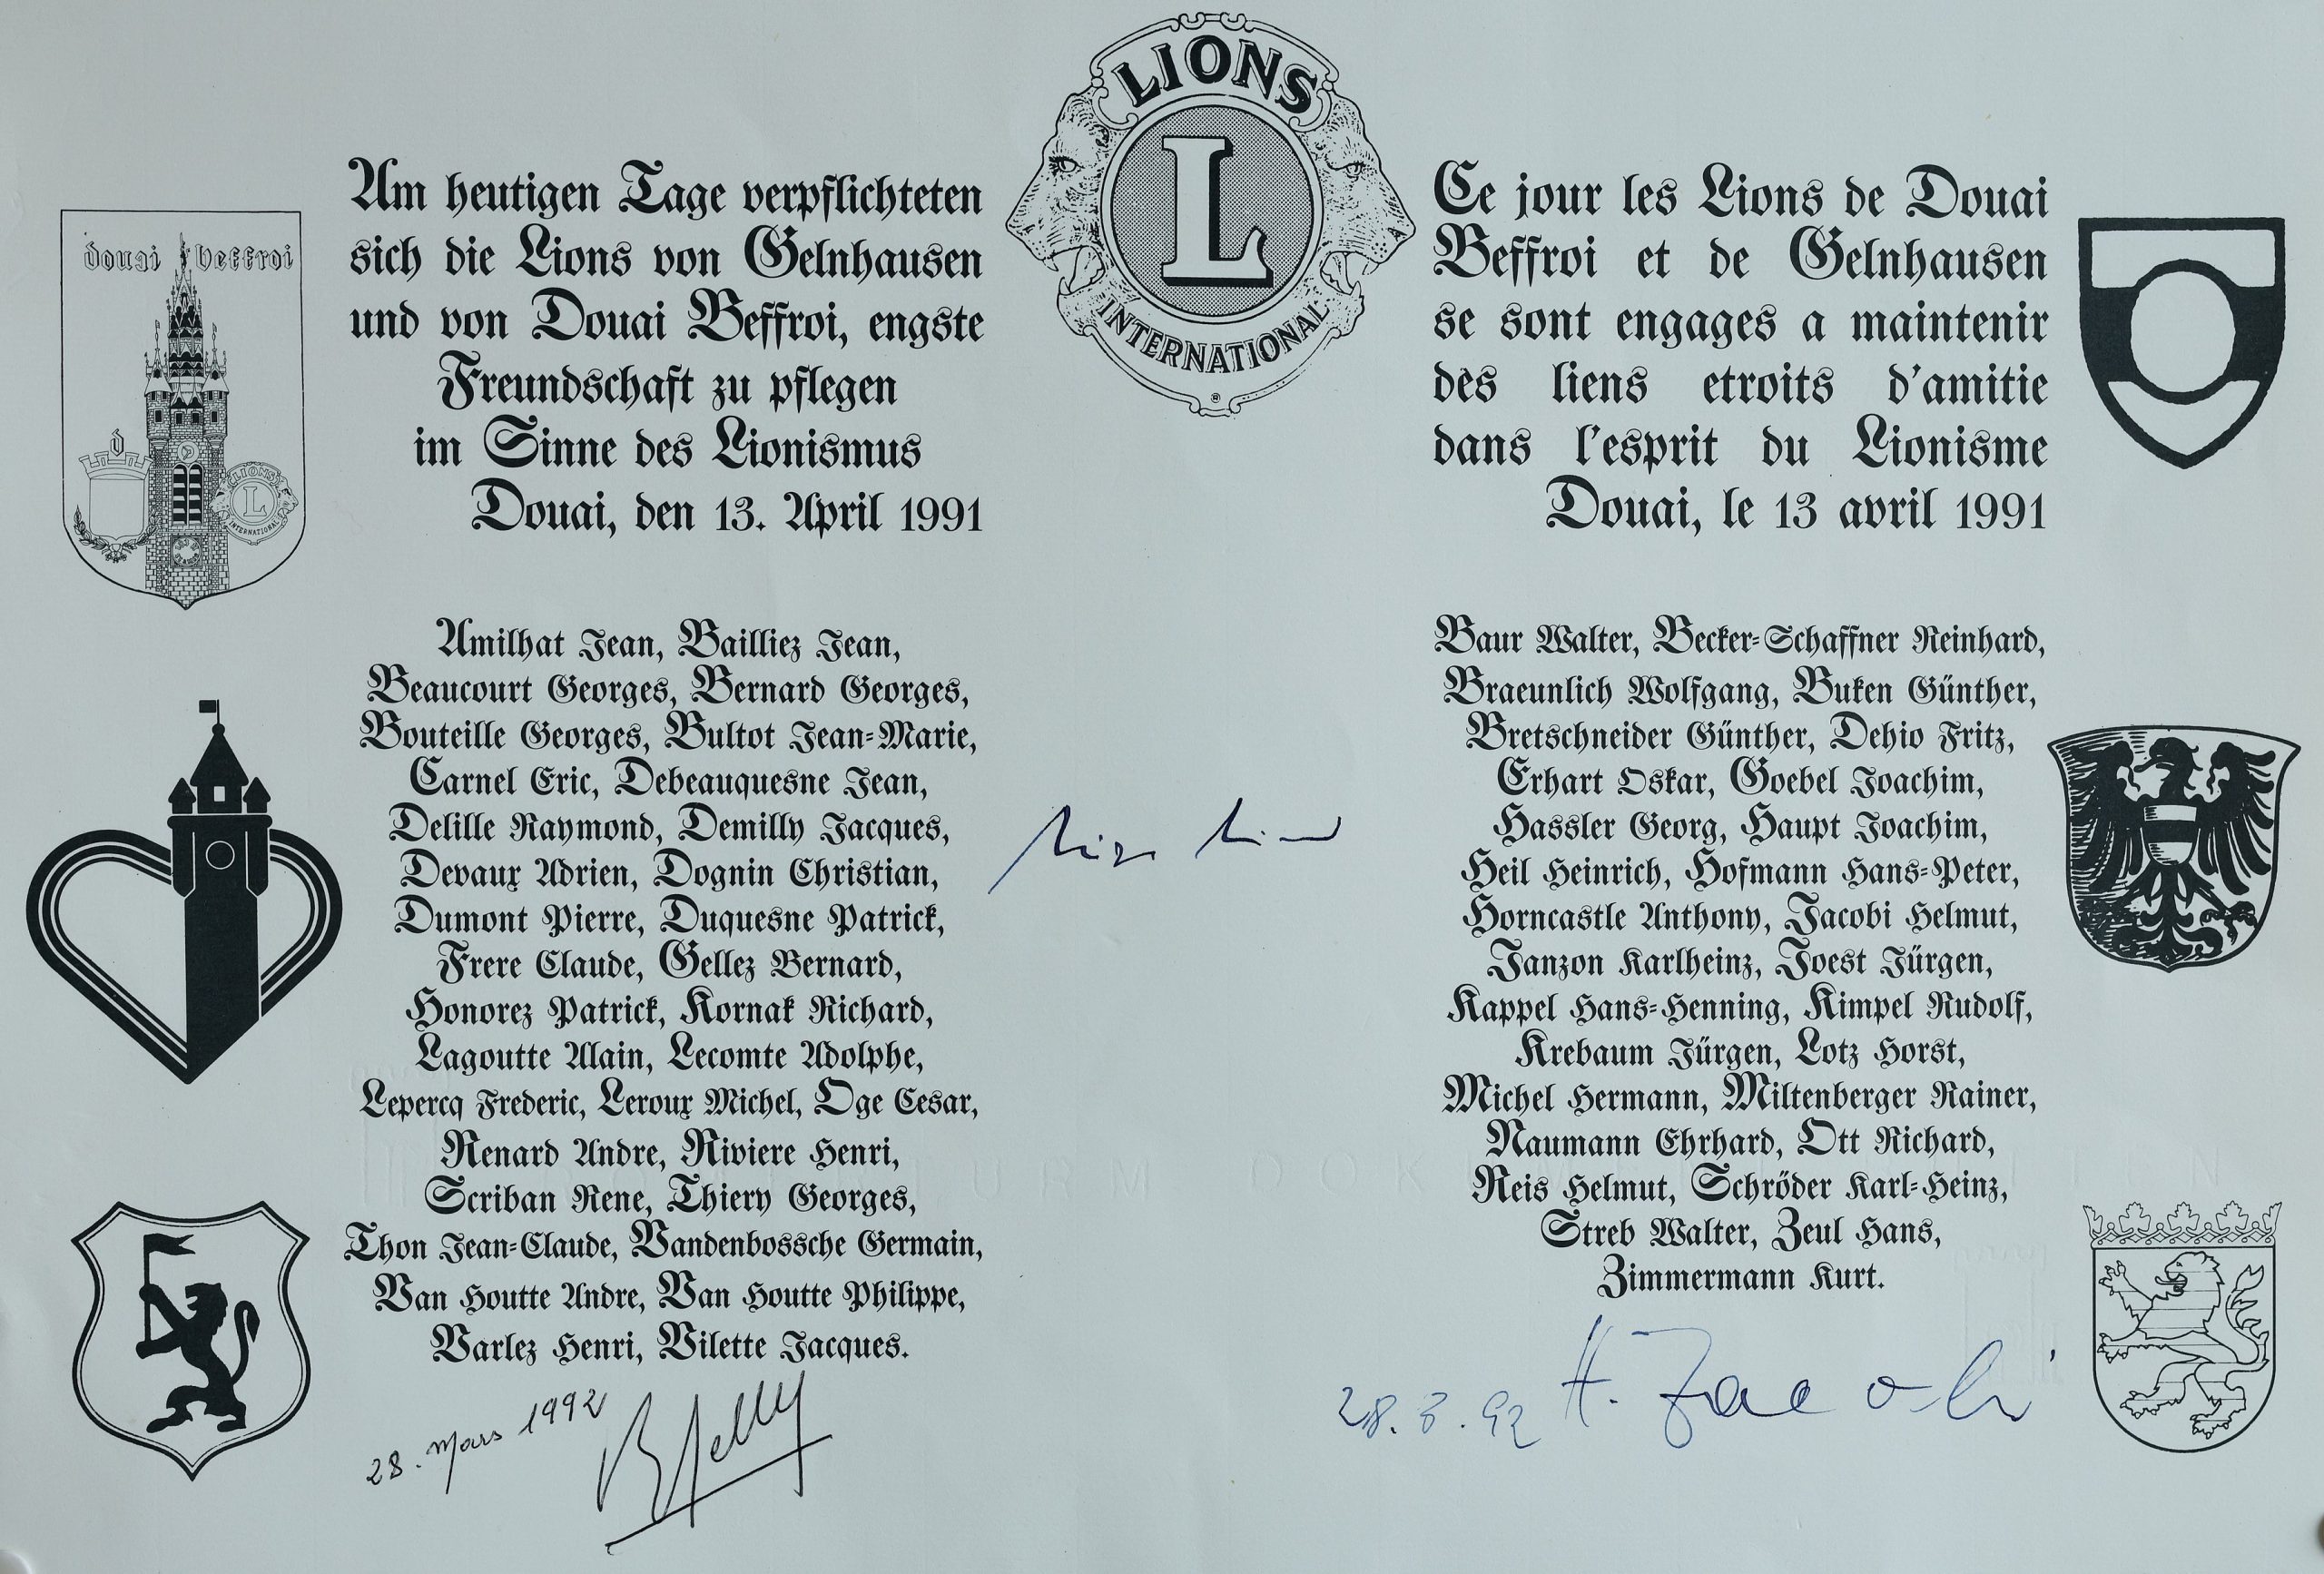 LIONS
L
INTERNATIONAL
®
Am heutigen Tage verpflichteten
sich die Lions von Gelnhausen
und von Douai Beffroi, engste
Freundschaft zu pflegen
im Sinne des Lionismus
Douai, den 13. April 1991
Ce jour les Lions de Douai
Beffroi et de Gelnhausen
se sont engages a maintenir
des liens etroits d'amitie
dans l'esprit du Lionisme
Douai, le 13 avril 1991
douai beffroi
d
LIONS
L
INTERNATIONAL
Amilhat Jean, Bailliez Jean,
Beaucourt Georges, Bernard Georges,
Bouteille Georges, Bultot Jean-Marie,
Carnel Eric, Debeauquesne Jean,
Delille Raymond, Demilly Jacques,
Devaux Adrien, Dognin Christian,
Dumont Pierre, Duquesne Patrick,
Frere Claude, Gellez Bernard,
Honorez Patrick, Kornak Richard,
Lagoutte Alain, Lecomte Adolphe,
Lepercq Frederic, Leroux Michel, Oge Cesar,
Renard Andre, Riviere Henri,
Scriban Rene, Thiery Georges,
Thon Jean-Claude, Vandenbossche Germain,
Van Houtte Andre, Van Houtte Philippe,
Varlez Henri, Vilette Jacques.
28. Mars 1992
Baur Walter, Becker-Schaffner Reinhard,
Braeunlich Wolfgang, Buken Günther,
Bretschneider Günther, Dehio Fritz,
Erhart Oskar, Goebel Joachim,
Hassler Georg, Haupt Joachim,
Heil Heinrich, Hofmann Hans-Peter,
Horncastle Anthony, Jacobi Helmut,
Janzon Karlheinz, Joest Jürgen,
Kappel Hans-Henning, Kimpel Rudolf,
Krebaum Jürgen, Lotz Horst,
Michel Hermann, Miltenberger Rainer,
Naumann Ehrhard, Ott Richard,
Reis Helmut, Schröder Karl-Heinz,
Streb Walter, Zeul Hans,
Zimmermann Kurt.
28. 3. 92 H. Jacobi